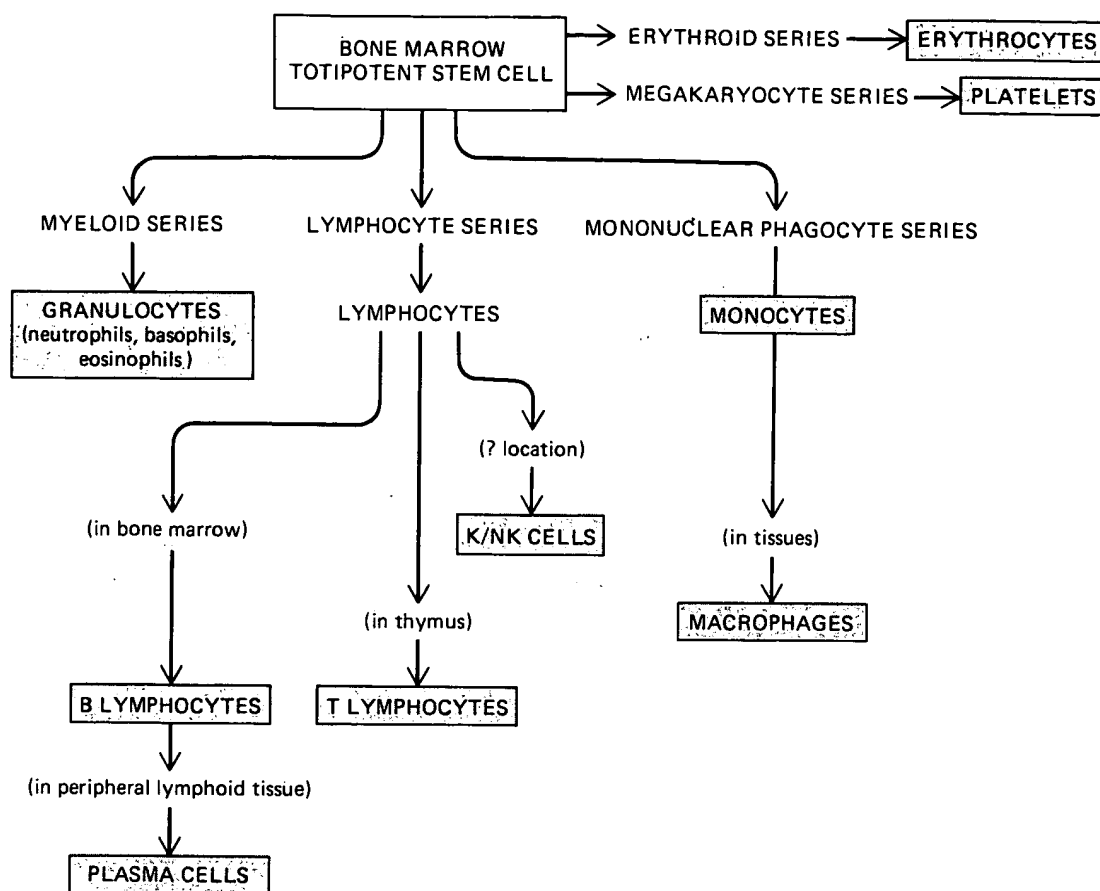 BONE MARROW
TOTIPOTENT STEM CELL
ERYTHROID SERIES
ERYTHROCYTES
MEGAKARYOCYTE SERIES
PLATELETS
MYELOID SERIES
LYMPHOCYTE SERIES
MONONUCLEAR PHAGOCYTE SERIES
GRANULOCYTES
(neutrophils, basophils,
eosinophils)
LYMPHOCYTES
MONOCYTES
(? location)
(in bone marrow)
K/NK CELLS
(in tissues)
(in thymus)
MACROPHAGES
B LYMPHOCYTES
T LYMPHOCYTES
(in peripheral lymphoid tissue)
PLASMA CELLS